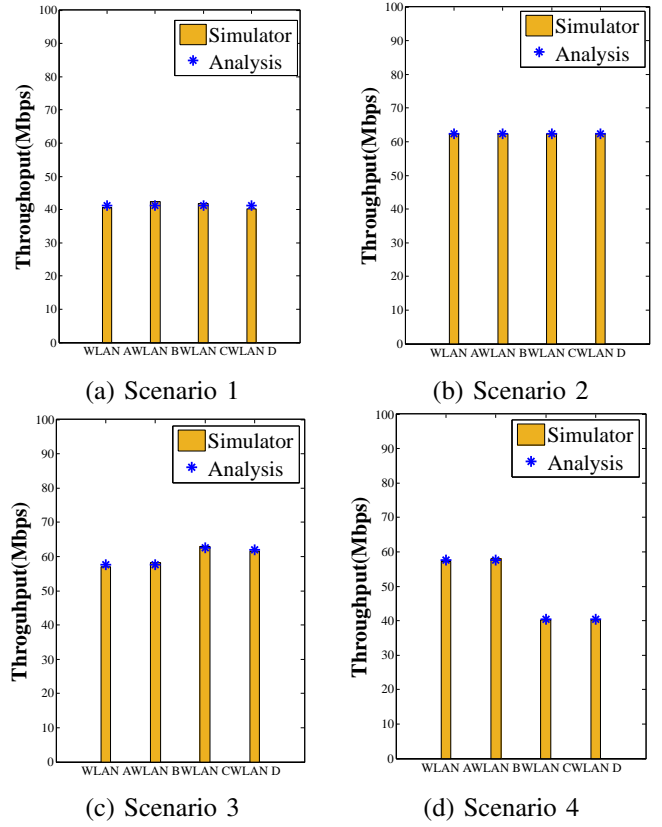 100
90
80
70
60
50
40
30
20
10
0
Throughoput(Mbps)
Simulator
Analysis
WLAN AWLAN BWLAN CWLAN D
(a) Scenario 1
100
90
80
70
60
50
40
30
20
10
0
Throughput(Mbps)
Simulator
Analysis
WLAN AWLAN BWLAN CWLAN D
(b) Scenario 2
100
90
80
70
60
50
40
30
20
10
0
Throguhput(Mbps)
Simulator
Analysis
WLAN AWLAN BWLAN CWLAN D
(c) Scenario 3
100
90
80
70
60
50
40
30
20
10
0
Throughput(Mbps)
Simulator
Analysis
WLAN AWLAN BWLAN CWLAN D
(d) Scenario 4